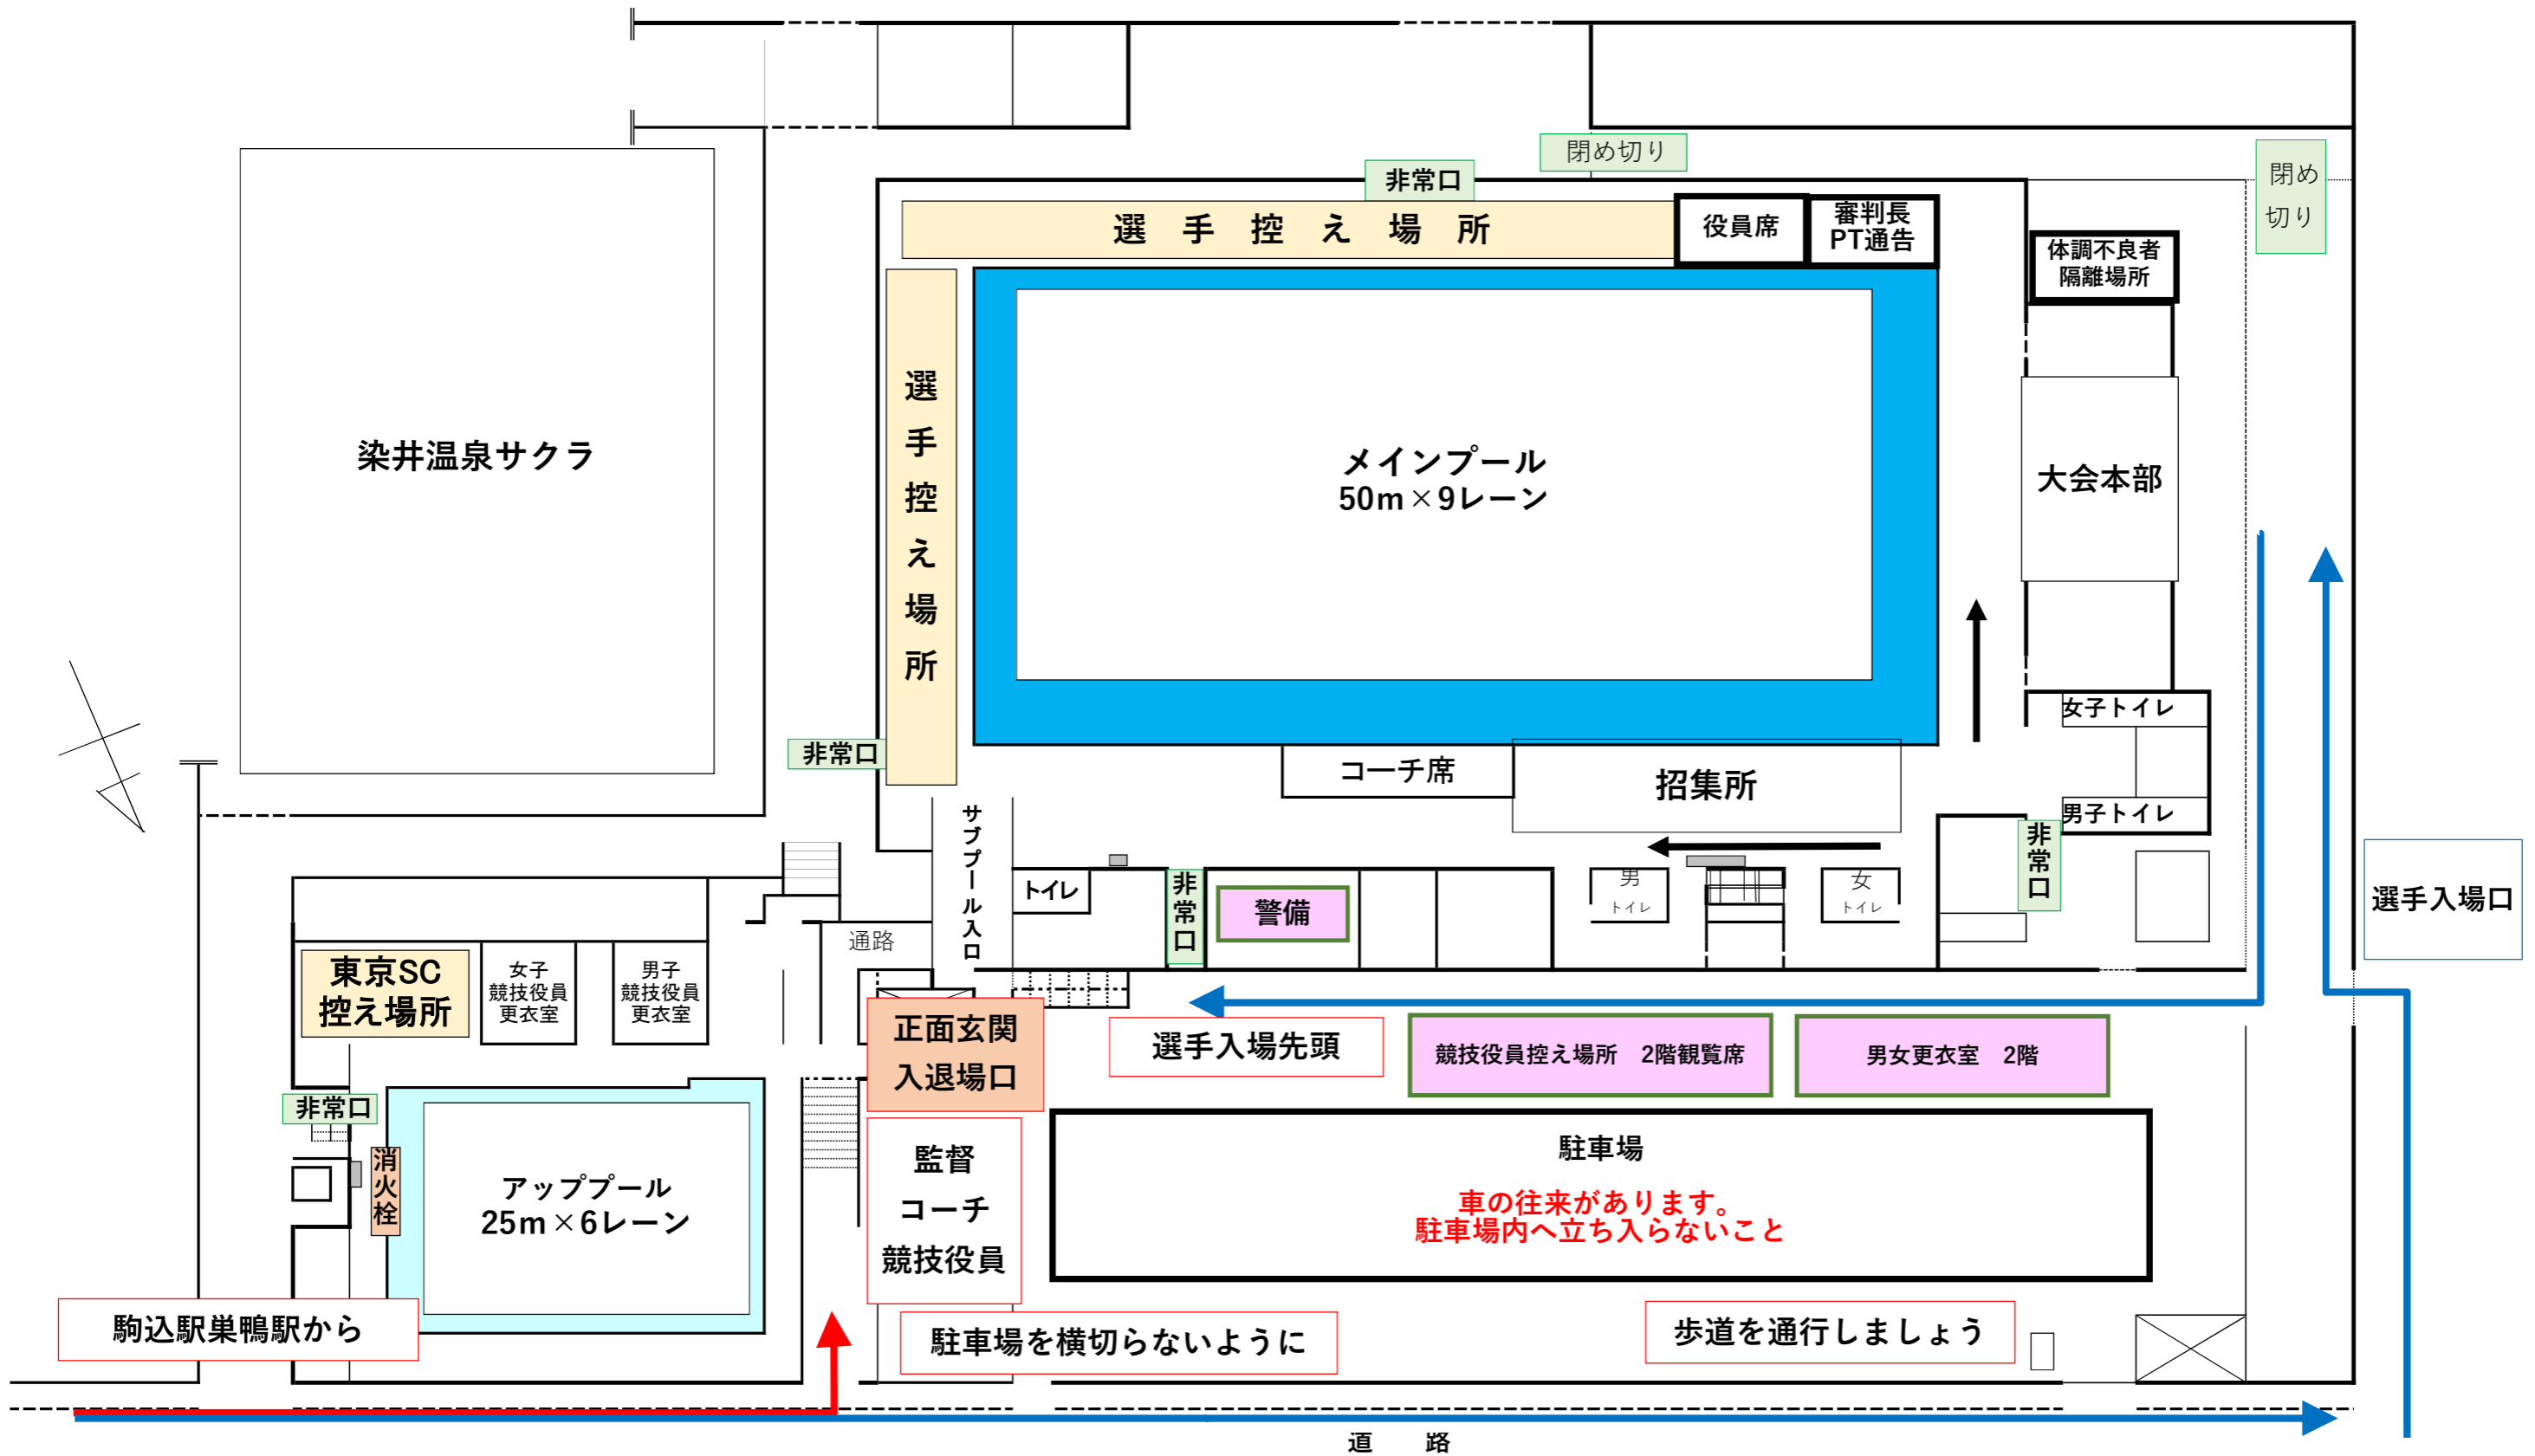 閉め切り
閉め
切り
非常口
選手控え場所
役員席
審判長
PT通告
体調不良者
隔離場所
染井温泉サクラ
選手控え場所
メインプール
50m×9レーン
大会本部
女子トイレ
男子トイレ
非常口
コーチ席
招集所
サブプール入口
非常口
選手入場口
トイレ
非常口
警備
男
トイレ
女
トイレ
通路
東京SC
控え場所
女子
競技役員
更衣室
男子
競技役員
更衣室
正面玄関
入退場口
選手入場先頭
競技役員控え場所 2階観覧席
男女更衣室 2階
非常口
消火栓
アッププール
25m×6レーン
監督
コーチ
競技役員
駐車場
車の往来があります。
駐車場内へ立ち入らないこと
駒込駅巣鴨駅から
駐車場を横切らないように
歩道を通行しましょう
道 路